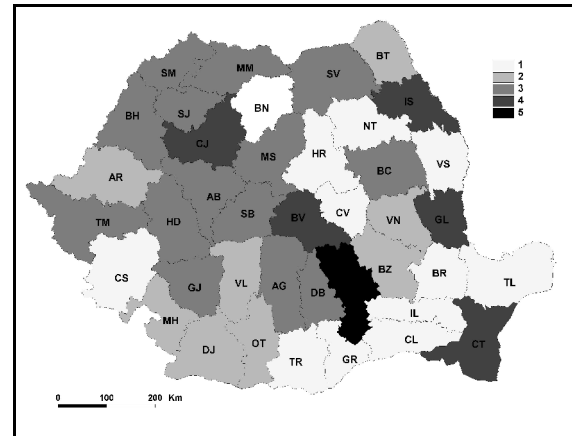 BT
SM
MM
SV
1
2
3
4
5
BH
SJ
BN
IS
CJ
NT
MS
HR
BC
VS
AR
AB
TM
HD
SB
BV
CV
VN
GL
CS
GJ
VL
AG
DB
BZ
BR
TL
MH
IL
DJ
OT
TR
GR
CL
CT
0 100 200 Km